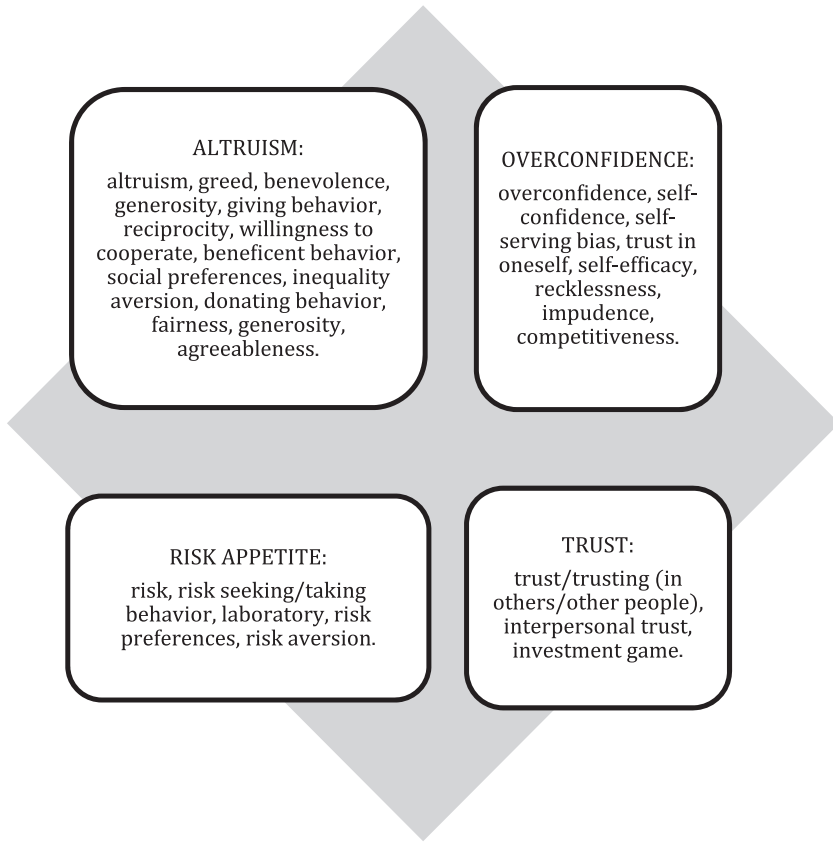 ALTRUISM:
altruism, greed, benevolence,
generosity, giving behavior,
reciprocity, willingness to
cooperate, beneficent behavior,
social preferences, inequality
aversion, donating behavior,
fairness, generosity,
agreeableness.
OVERCONFIDENCE:
overconfidence, self-
confidence, self-
serving bias, trust in
oneself, self-efficacy,
recklessness,
impudence,
competitiveness.
RISK APPETITE:
risk, risk seeking/taking
behavior, laboratory, risk
preferences, risk aversion.
TRUST:
trust/trusting (in
others/other people),
interpersonal trust,
investment game.